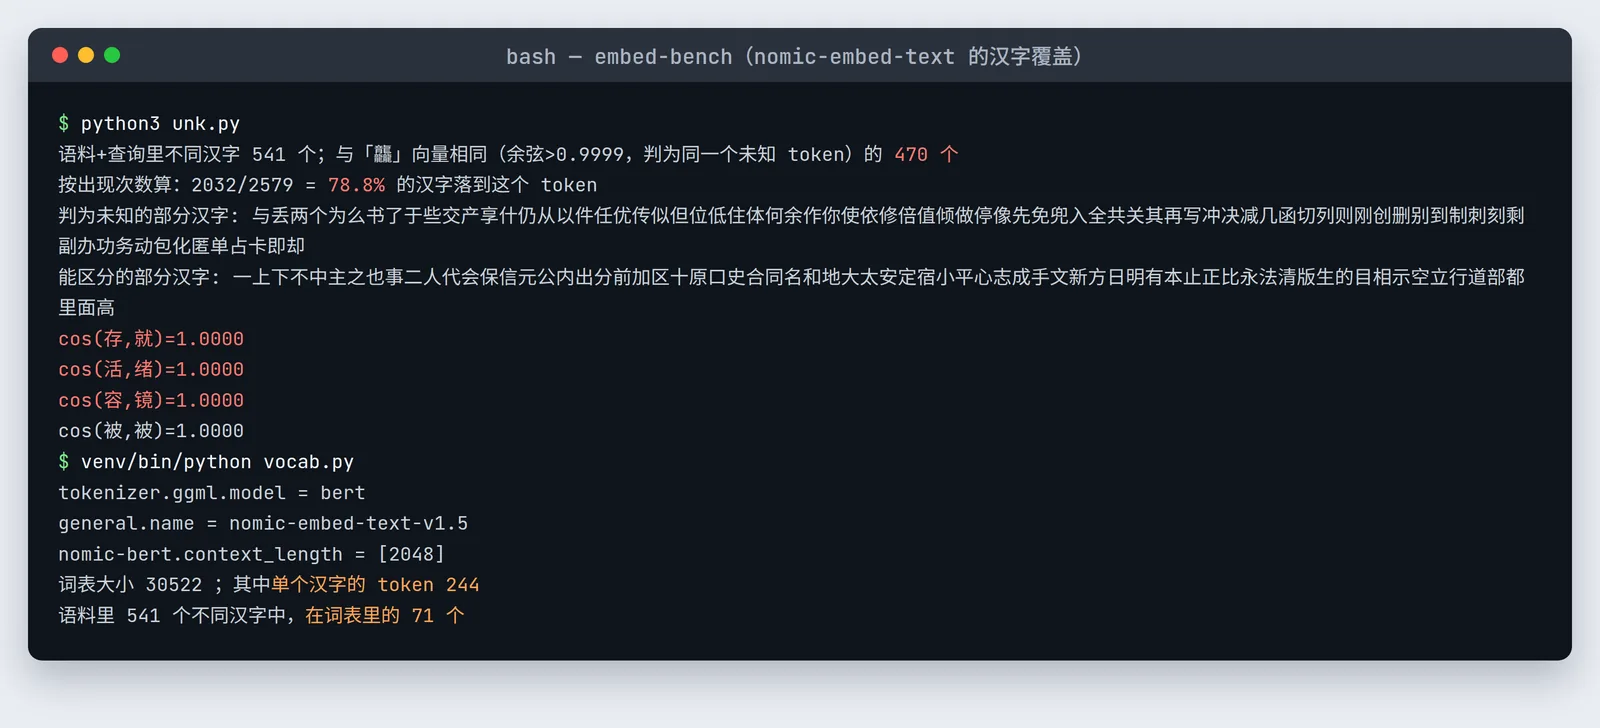 bash — embed-bench（nomic-embed-text 的汉字覆盖）
$ python3 unk.py
语料+查询里不同汉字 541 个；与「龘」向量相同（余弦>0.9999，判为同一个未知 token）的 470 个
按出现次数算：2032/2579 = 78.8% 的汉字落到这个 token
判为未知的部分汉字： 与丢两个为么书了于些交产享什仍从以件任优传似但位低住体何余作你使依修倍值倾做停像先免兜入全共关其再写冲决减几函切列则刚创删别到制刺刻剩
副办功务动包化匿单占卡即却
能区分的部分汉字： 一上下不中主之也事二人代会保信元公内出分前加区十原口史合同名和地大太安定宿小平心志成手文新方日明有本止正比永法清版生的目相示空立行道部都
里面高
cos(存,就)=1.0000
cos(活,绪)=1.0000
cos(容,镜)=1.0000
cos(被,被)=1.0000
$ venv/bin/python vocab.py
tokenizer.ggml.model = bert
general.name = nomic-embed-text-v1.5
nomic-bert.context_length = [2048]
词表大小 30522 ；其中单个汉字的 token 244
语料里 541 个不同汉字中，在词表里的 71 个